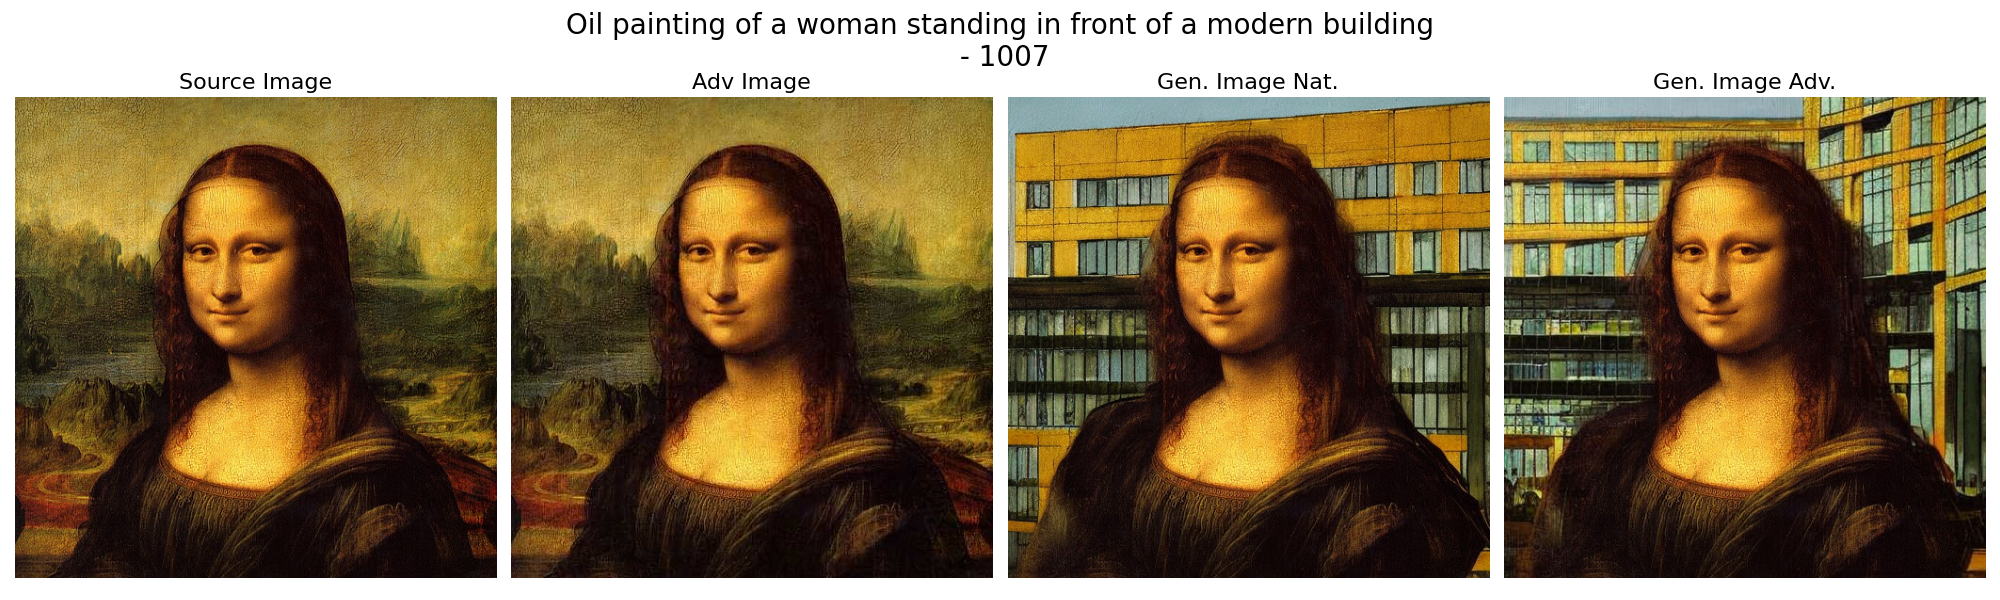 Oil painting of a woman standing in front of a modern building
- 1007
Source Image
Adv Image
Gen. Image Nat.
Gen. Image Adv.